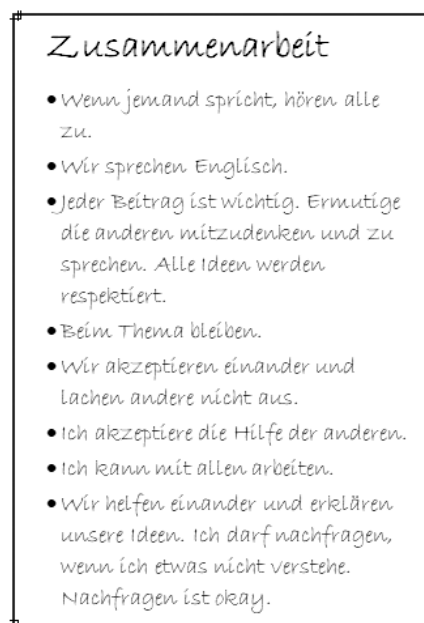 Zusammenarbeit
• Wenn jemand spricht, hören alle
zu.
• Wir sprechen Englisch.
• Jeder Beitrag ist wichtig. Ermutige
die anderen mitzudenken und zu
sprechen. Alle Ideen werden
respektiert.
• Beim Thema bleiben.
• Wir akzeptieren einander und
lachen andere nicht aus.
• Ich akzeptiere die Hilfe der anderen.
• Ich kann mit allen arbeiten.
• Wir helfen einander und erklären
unsere Ideen. Ich darf nachfragen,
wenn ich etwas nicht verstehe.
Nachfragen ist okay.